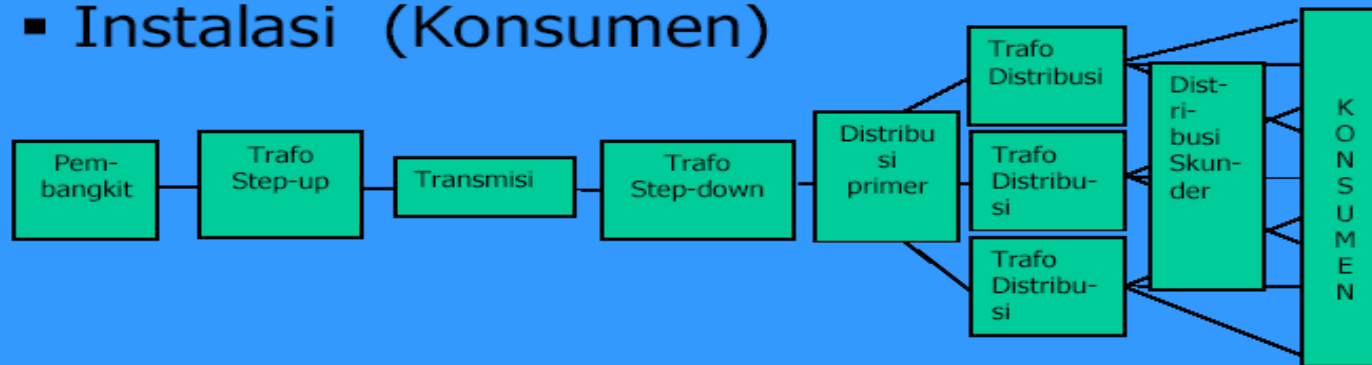 ▪ Instalasi (Konsumen)
Pem-
bangkit
Trafo
Step-up
Transmisi
Trafo
Step-down
Distribu
si
primer
Trafo
Distribusi
Trafo
Distribu-
si
Trafo
Distribu-
si
Dist-
ri-
busi
Skun-
der
K
O
N
S
U
M
E
N